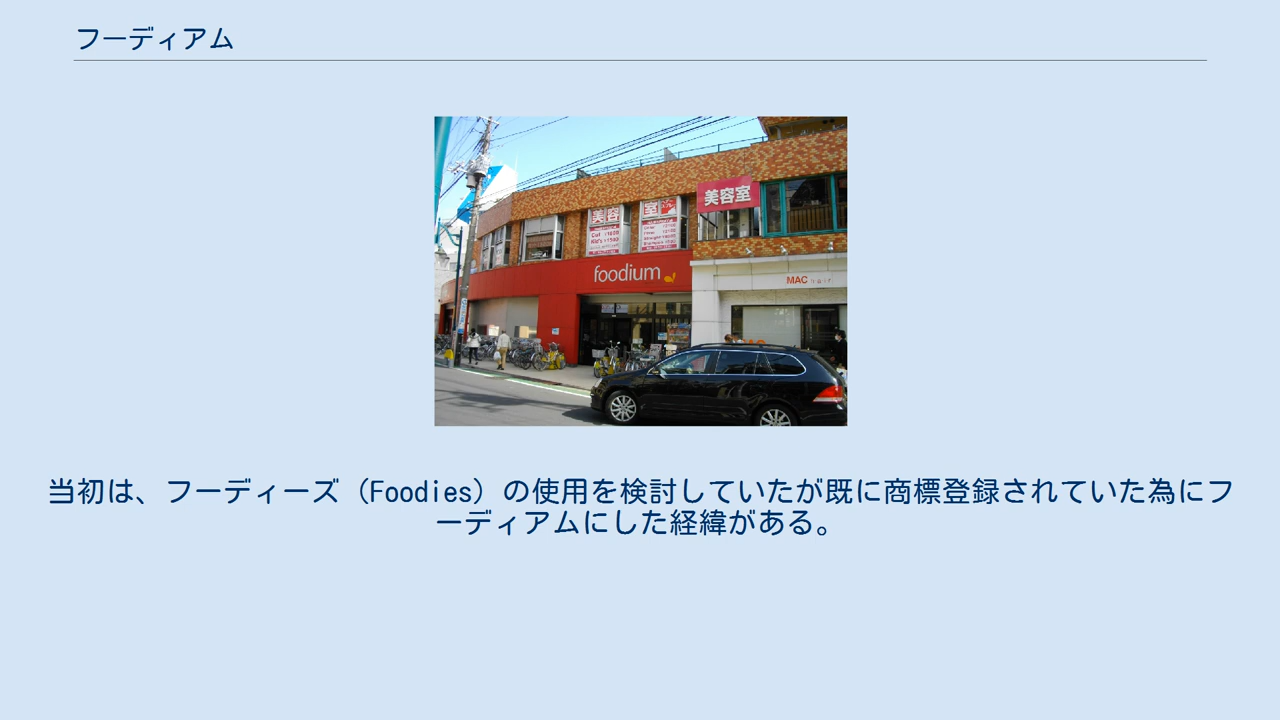 フーディアム
美容室
美容
室
Cut
foodium
MAC hair
当初は、フーディーズ（Foodies）の使用を検討していたが既に商標登録されていた為にフ
ーディアムにした経緯がある。